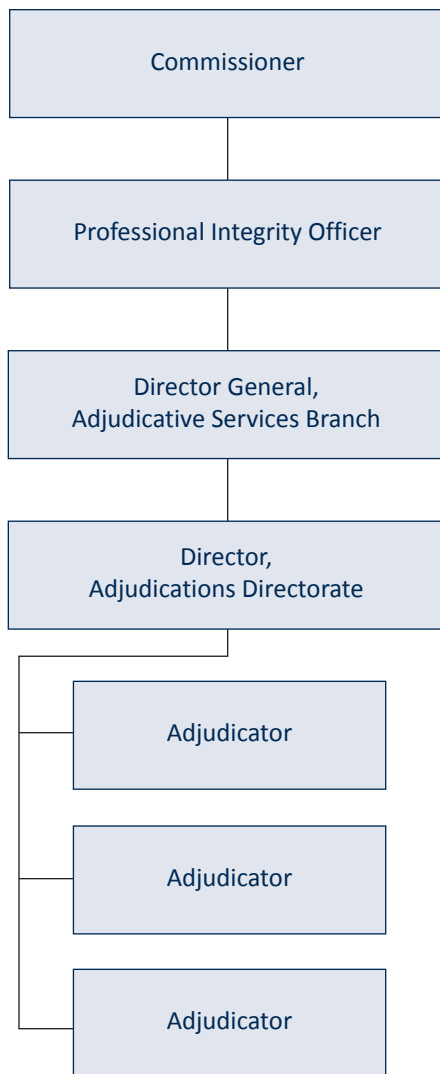 Commissioner
Professional Integrity Officer
Director General,
Adjudicative Services Branch
Director,
Adjudications Directorate
Adjudicator
Adjudicator
Adjudicator